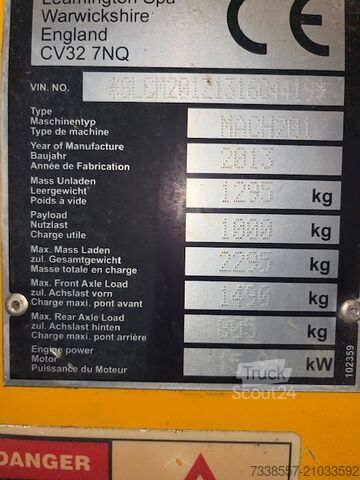 Leamington Spa
Warwickshire
England
CV32 7NQ
CE
VIN. NO.
Type
Maschinentyp
Type de machine
MACH201
Year of Manufacture
Baujahr
Année de Fabrication
2013
Mass Unladen
Leergewicht
Poids à vide
1235 kg
Payload
Nutzlast
Charge utile
1000 kg
Max. Mass Laden
zul. Gesamtgewicht
Masse totale en charge
2235 kg
Max. Front Axle Load
zul. Achslast vorn
Charge maxi. pont avant
1490 kg
Max. Rear Axle Load
zul. Achslast hinten
Charge maxi. pont arrière
kg
Engine power
Motor
Puissance du Moteur
kW
102359
Truck
Scout24
DANGER
7338557-21033592